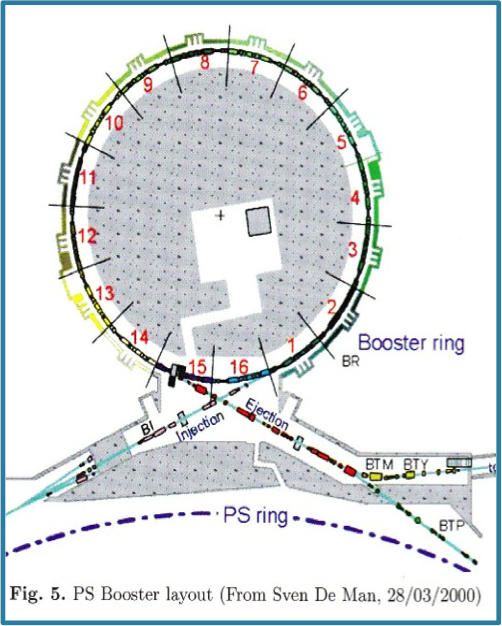 8
7
9
6
10
5
11
4
12
3
13
2
14
1
15
16
Booster ring
BR
BI
Injection
Ejection
BTM
BTY
to
BTP
PS ring
Fig. 5. PS Booster layout (From Sven De Man, 28/03/2000)